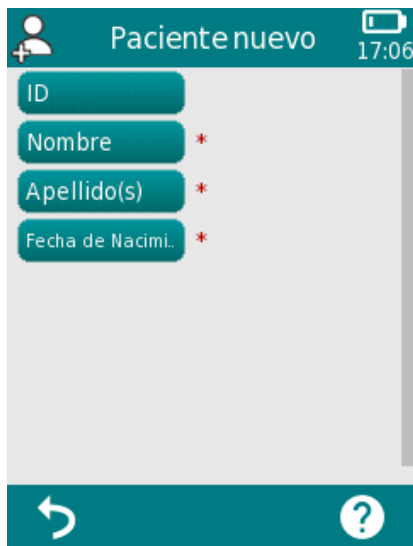 Paciente nuevo
17:06
ID
Nombre *
Apellido(s) *
Fecha de Nacimi.. *
?